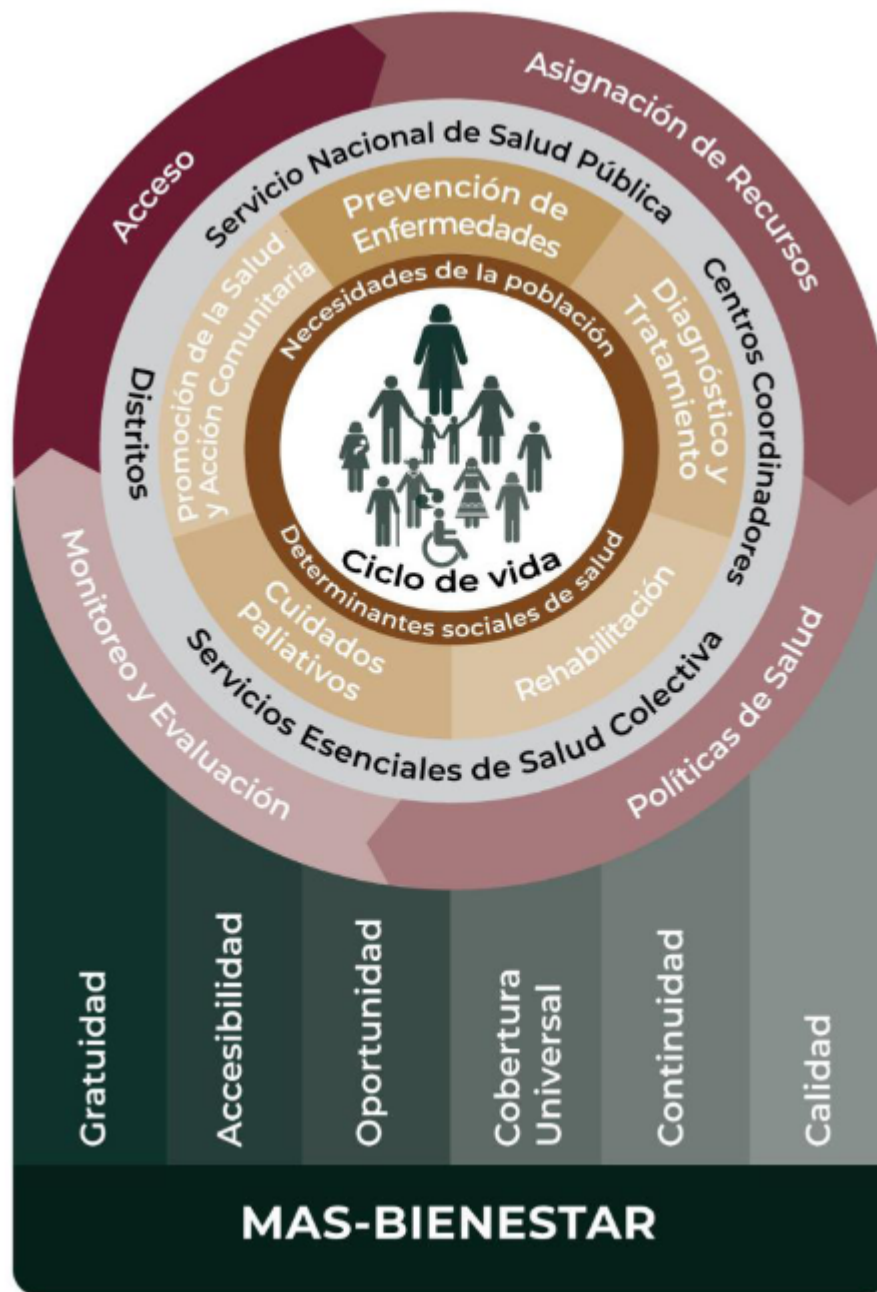 Acceso
Asignación de Recursos
Servicio Nacional de Salud Pública
Prevención de
Enfermedades
Promoción de la Salud
y Acción Comunitaria
Necesidades de la población
Diagnóstico y
Tratamiento
Centros Coordinadores
Distritos
Ciclo de vida
Determinantes sociales de salud
Cuidados
Paliativos
Rehabilitación
Servicios Esenciales de Salud Colectiva
Monitoreo y Evaluación
Políticas de Salud
Gratuidad
Accesibilidad
Oportunidad
Cobertura
Universal
Continuidad
Calidad
MAS-BIENESTAR